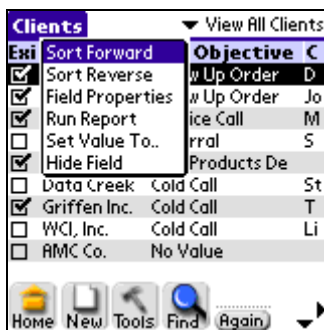 Clients View All Clients
Exi Objective C
Sort Forward
Sort Reverse w Up Order D
Field Properties w Up Order Jo
Run Report ice Call M
Set Value To.. rral S
Hide Field Products De
Data Creek Cold Call St
Griffen Inc. Cold Call T
WCI, Inc. Cold Call Li
AMC Co. No Value
Home New Tools Find Again